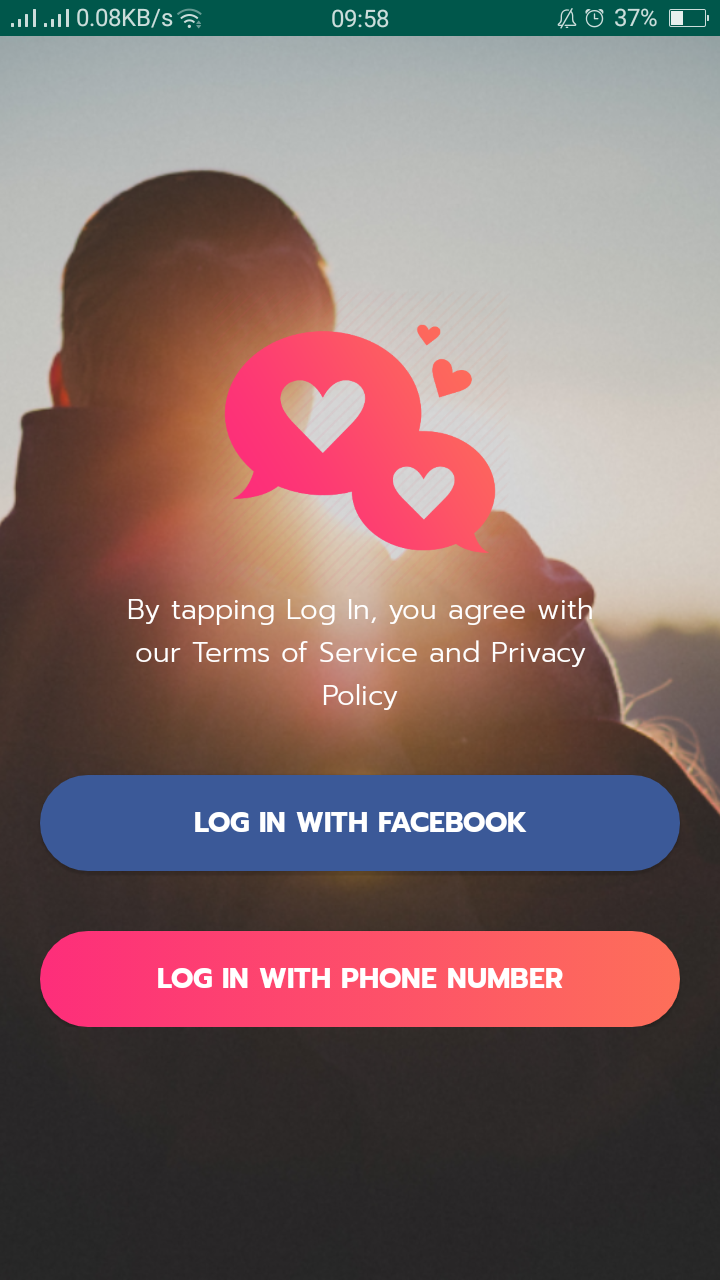 0.08KB/s 09:58 37%
By tapping Log In, you agree with
our Terms of Service and Privacy
Policy
LOG IN WITH FACEBOOK
LOG IN WITH PHONE NUMBER